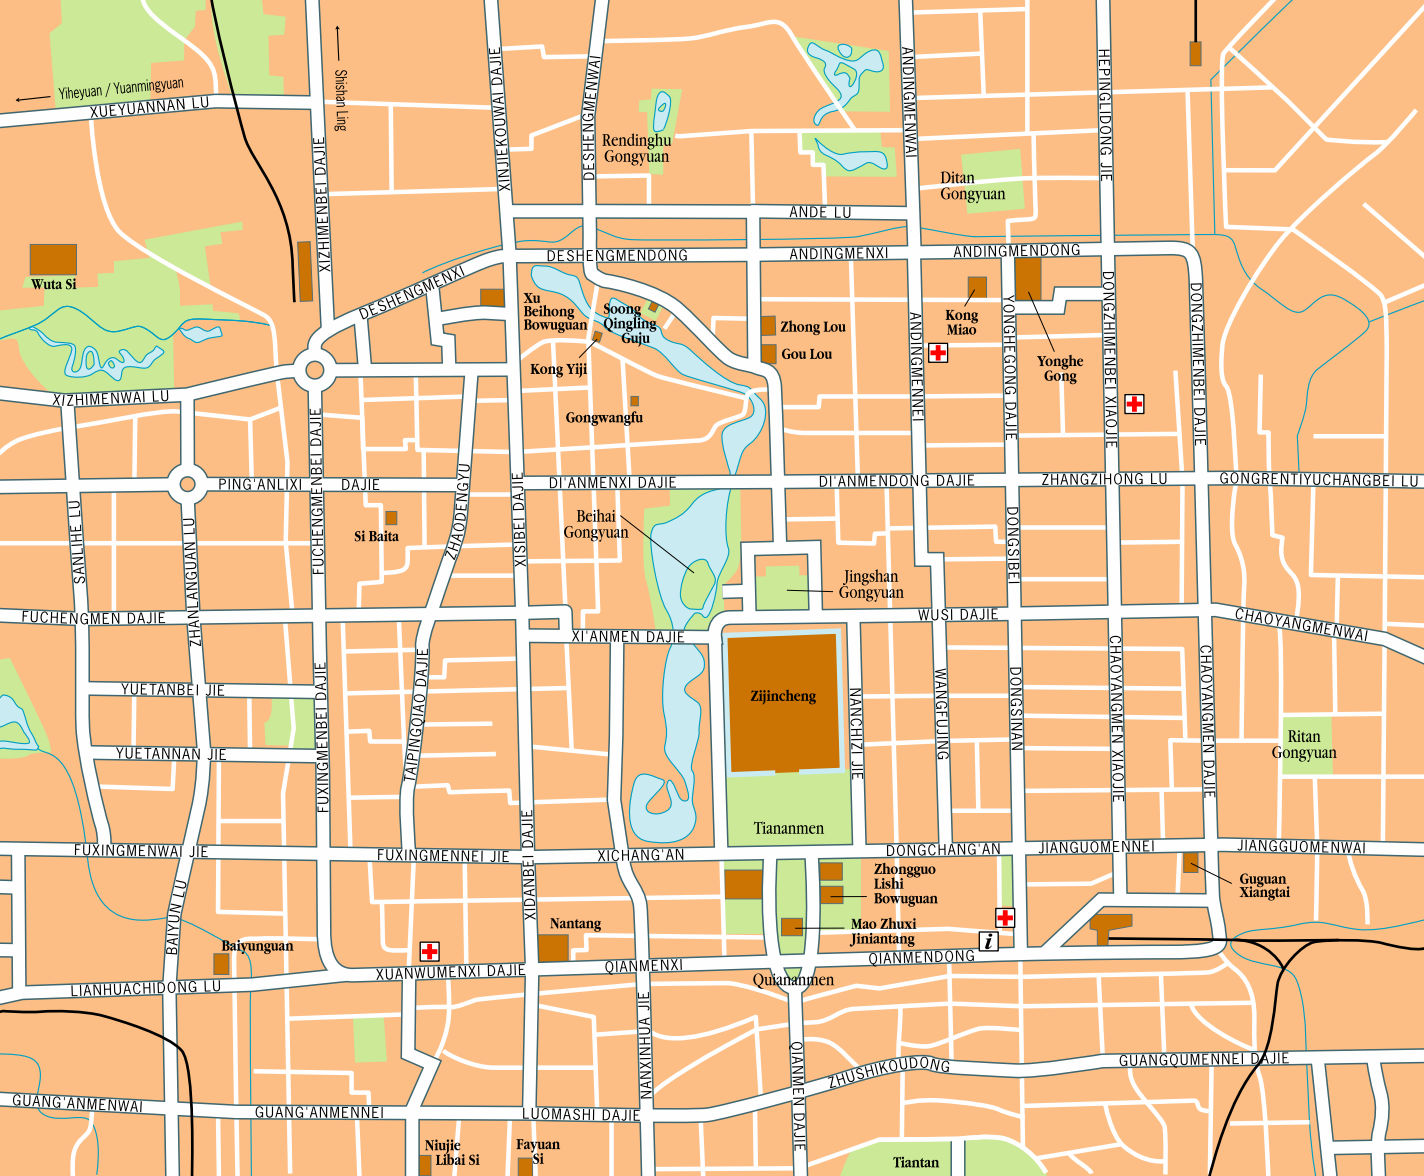 Yiheyuan / Yuanmingyuan
XUEYUANNAN LU
Shishan Ling
XIZHIMENBEI DAJIE
XINJIEKOUWAI DAJIE
DESHENGMENWAI
Rendinghu
Gongyuan
ANDINGMENWAI
HEPINGLIDONG JIE
Ditan
Gongyuan
ANDE LU
DESHENGMENDONG
ANDINGMENXI
ANDINGMENDONG
Wuta Si
DESHENGMENXI
Xu
Beihong
Bowuguan
Soong
Qingling
Guju
Kong Yiji
Gongwangfu
Zhong Lou
Gou Lou
Kong
Miao
Yonghe
Gong
ANDINGMENNEI
YONGHEGONG DAJIE
DONGZHIMENBEI XIAOJIE
DONGZHIMENBEI DAJIE
XIZHIMENWAI LU
FUCHENGMENBEI DAJIE
PING'ANLIXI
DAJIE
DI'ANMENXI DAJIE
DI'ANMENDONG DAJIE
ZHANGZIHONG LU
GONGRENTIYUCHANGBEI LU
SANLIHE LU
ZHANLANGUAN LU
Si Baita
ZHAODENGYU
XISIBEI DAJIE
Beihai
Gongyuan
DONGSIBEI
Jingshan
Gongyuan
FUCHENGMEN DAJIE
XI'ANMEN DAJIE
WUSI DAJIE
CHAOYANGMENWAI
YUETANBEI JIE
YUETANNAN JIE
FUXINGMENBEI DAJIE
TAIPINGQIAO DAJIE
Zijincheng
NANCHIZI JIE
WANGFUJING
DONGSINAN
CHAOYANGMEN XIAOJIE
CHAOYANGMEN DAJIE
Ritan
Gongyuan
Tiananmen
FUXINGMENWAI JIE
FUXINGMENNEI JIE
XICHANG'AN
DONGCHANG'AN
JIANGUOMENNEI
JIANGGUOMENWAI
XIDANBEI DAJIE
BAIYUN LU
Baiyunguan
Nantang
Zhongguo
Lishi
Bowuguan
Mao Zhuxi
Jiniantang
Guguan
Xiangtai
i
LIANHUACHIDONG LU
XUANWUMENXI DAJIE
QIANMENXI
QIANMENDONG
Quiananmen
NANXINHUA JIE
QIANMEN DAJIE
ZHUSHIKOUDONG
GUANGQUMENNEI DAJIE
GUANG'ANMENWAI
GUANG'ANMENNEI
LUOMASHI DAJIE
Niujie
Libai Si
Fayuan
Si
Tiantan